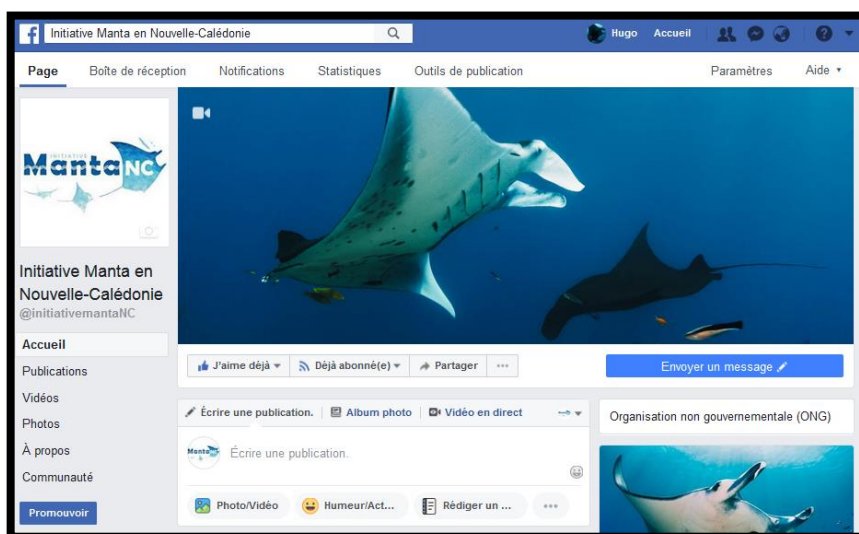 Initiative Manta en Nouvelle-Calédonie
Hugo Accueil
Page Boîte de réception Notifications Statistiques Outils de publication Paramètres Aide
INITIATIVE
Manta NC
Initiative Manta en
Nouvelle-Calédonie
@initiativemantaNC
Accueil
Publications
Vidéos
Photos
À propos
Communauté
Promouvoir
J'aime déjà Déjà abonné(e) Partager ...
Envoyer un message
Écrire une publication. Album photo Vidéo en direct
Manta
Écrire une publication.
Photo/Vidéo Humeur/Act... Rédiger un ... ...
Organisation non gouvernementale (ONG)